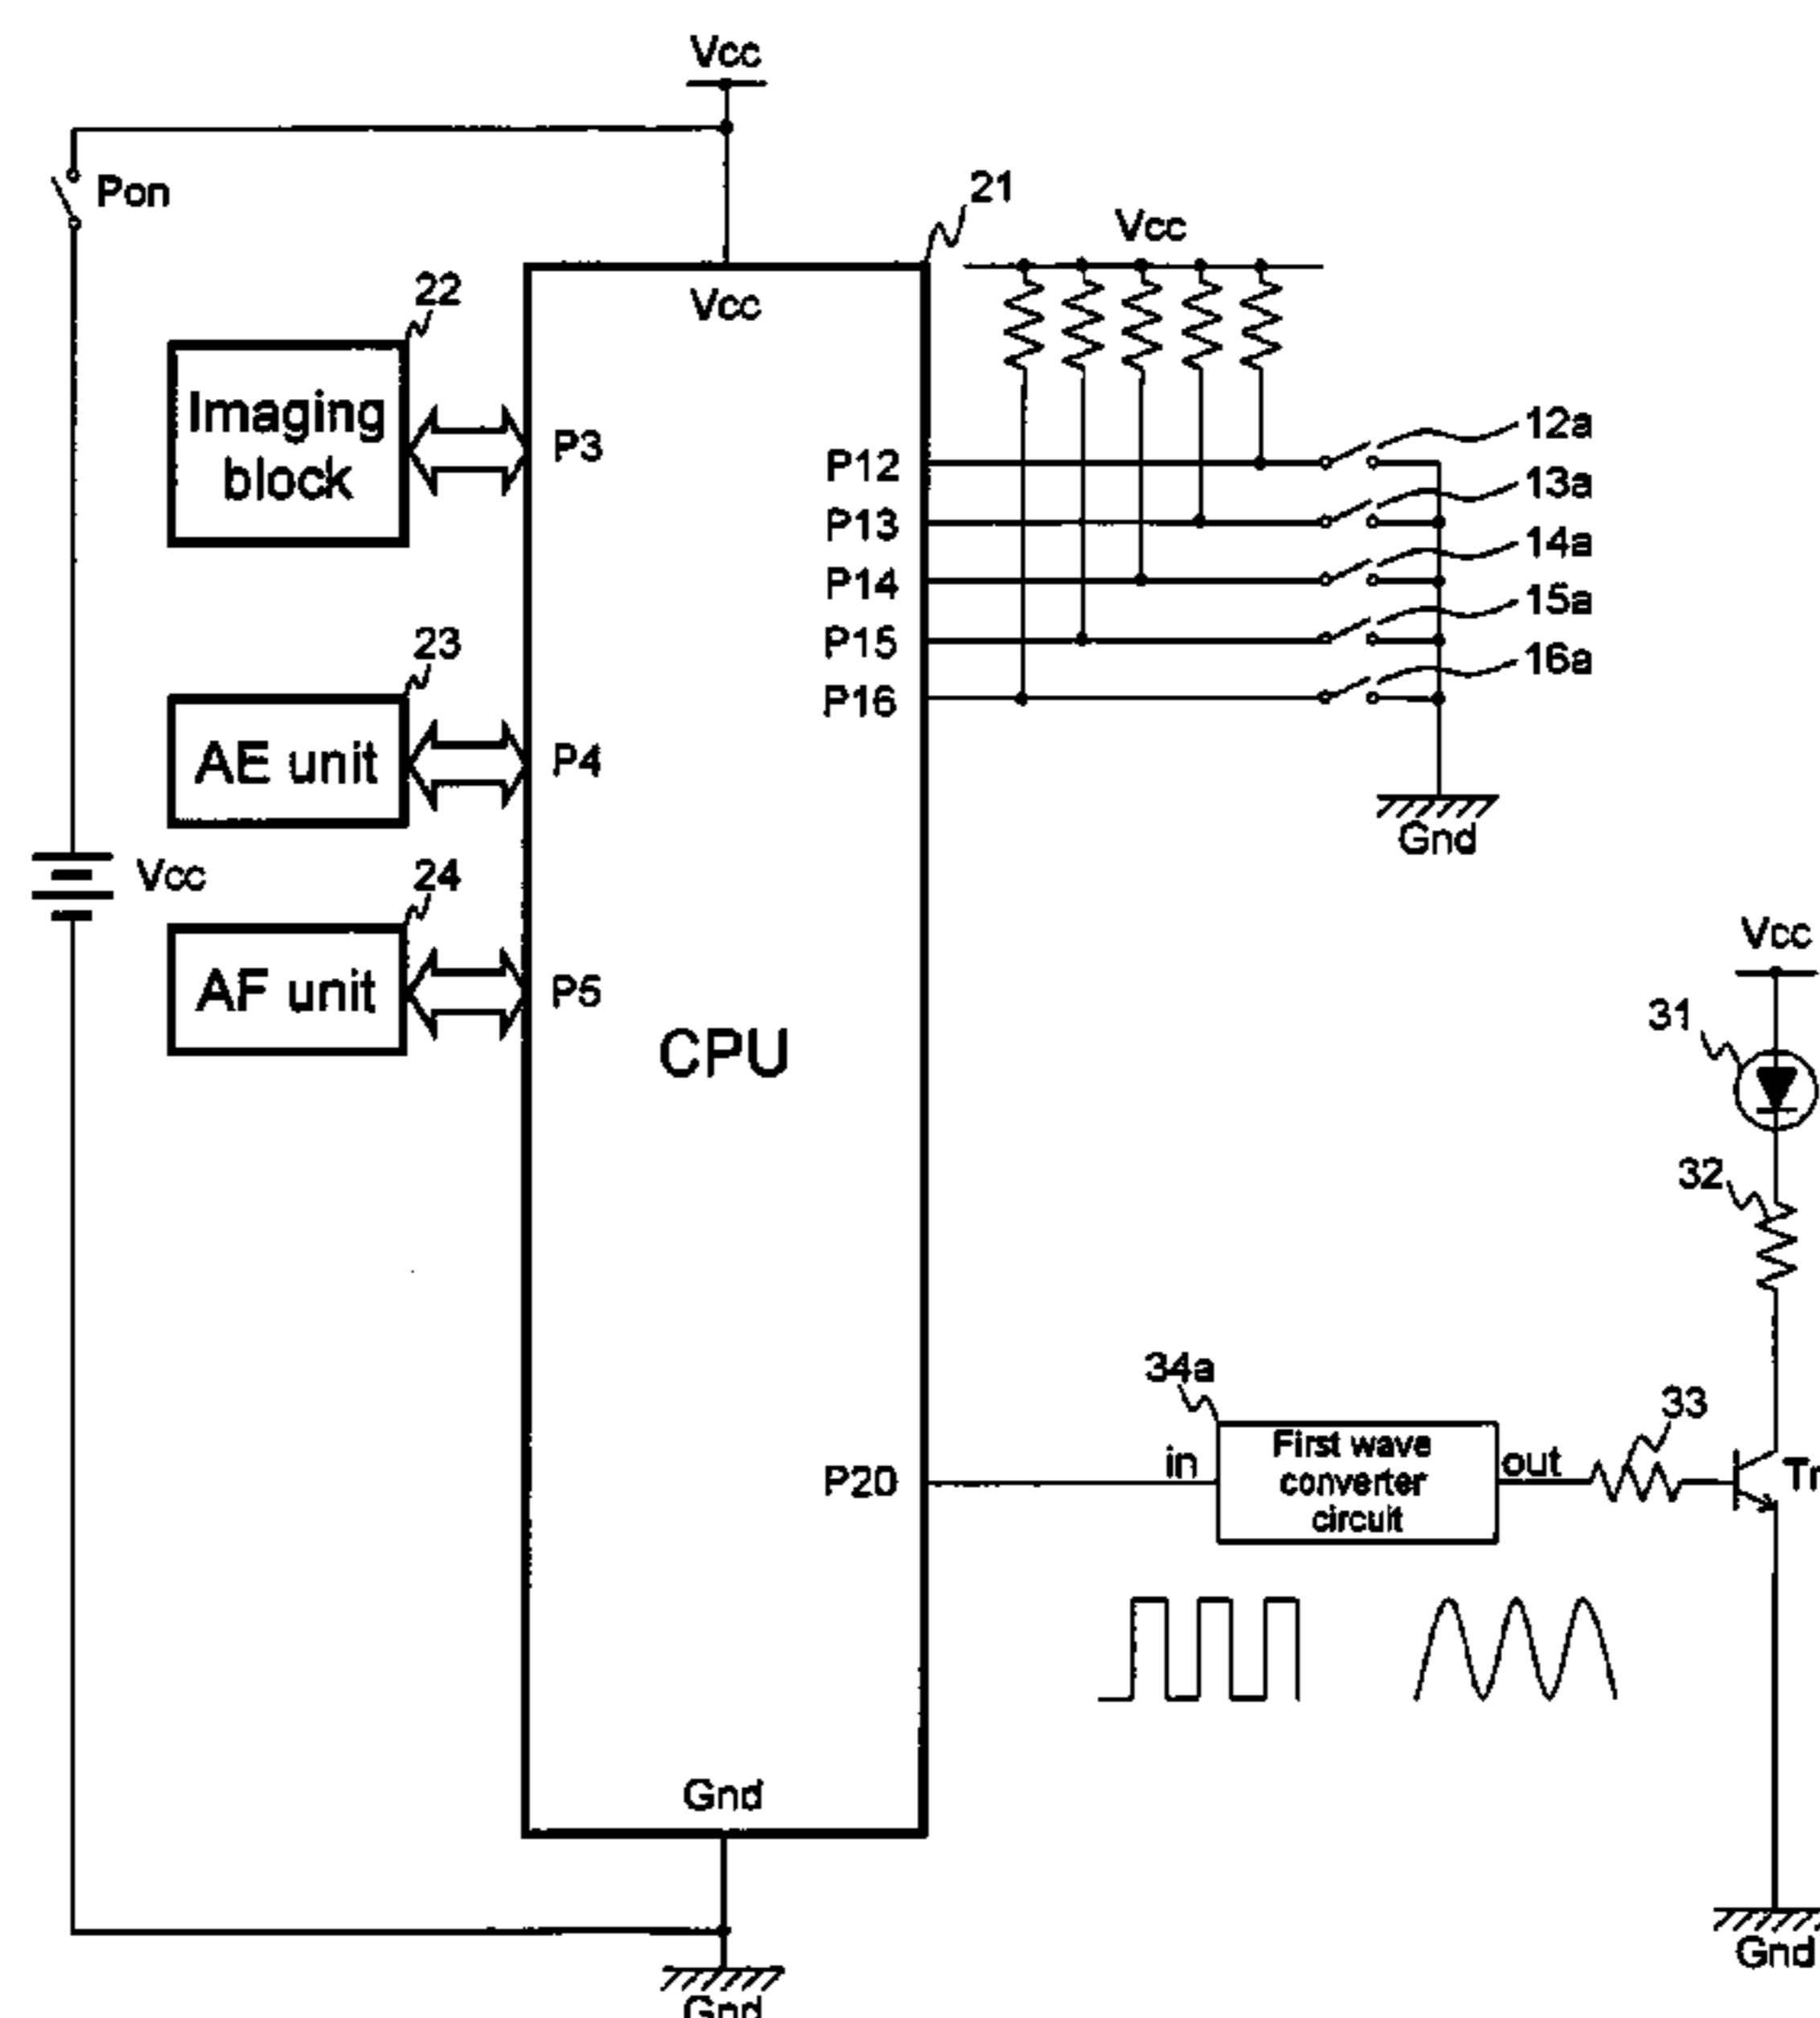 Vcc
Pon
21
Vcc
22
Vcc
Imaging
block
P3
P12
12a
P13
13a
P14
14a
P15
15a
P16
16a
23
AE unit
P4
Gnd
Vcc
24
AF unit
P5
CPU
Vcc
31
32
34a
33
P20
in
First wave
converter
circuit
out
Tr
Gnd
Gnd
Gnd